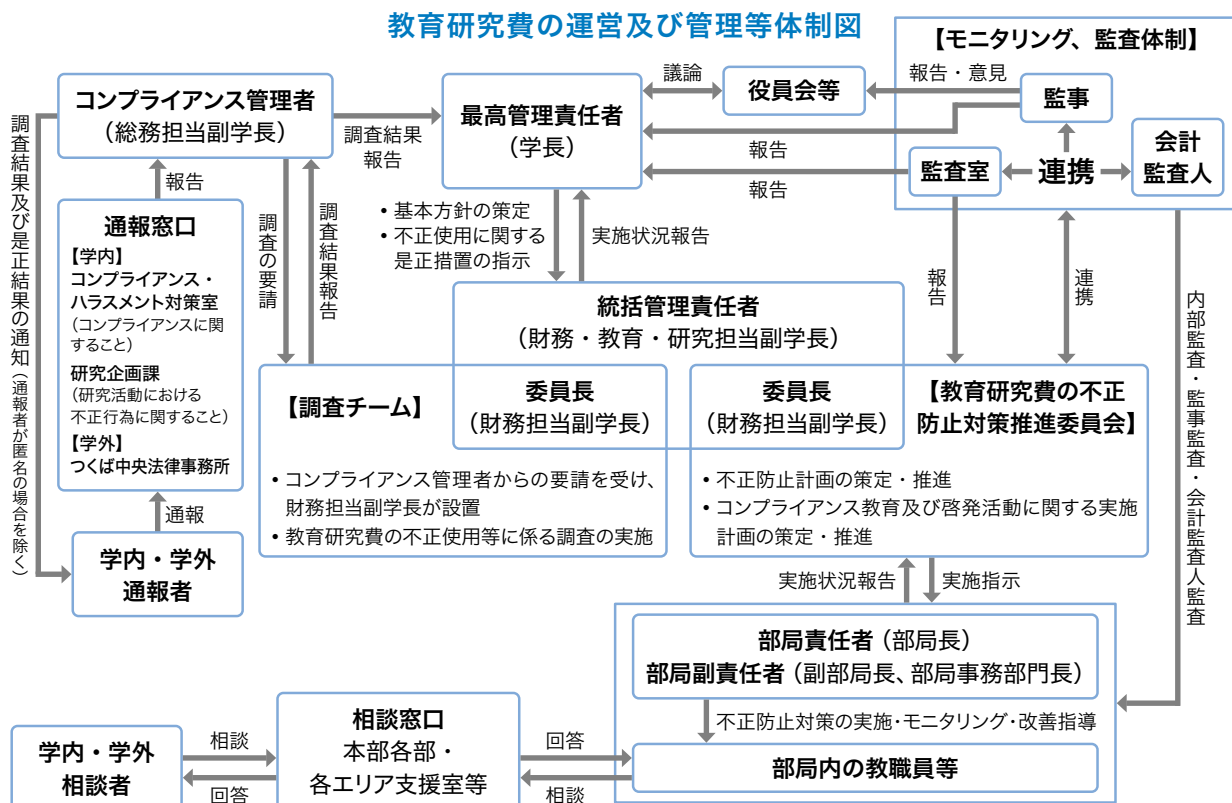 教育研究費の運営及び管理等体制図
【モニタリング、監査体制】
コンプライアンス管理者
（総務担当副学長）
調査結果
報告
最高管理責任者
（学長）
議論
役員会等
報告・意見
監事
報告
監査室
報告
連携
会計
監査人
調査結果及び是正結果の通知（通報者が匿名の場合を除く）
報告
通報窓口
【学内】
コンプライアンス・
ハラスメント対策室
（コンプライアンスに関
すること）
研究企画課
（研究活動における
不正行為に関すること）
【学外】
つくば中央法律事務所
通報
学内・学外
通報者
調査の要請
調査結果報告
• 基本方針の策定
• 不正使用に関する
是正措置の指示
実施状況報告
報告
連携
内部監査・監事監査・会計監査人監査
統括管理責任者
（財務・教育・研究担当副学長）
【調査チーム】
委員長
（財務担当副学長）
委員長
（財務担当副学長）
【教育研究費の不正
防止対策推進委員会】
• コンプライアンス管理者からの要請を受け、
財務担当副学長が設置
• 教育研究費の不正使用等に係る調査の実施
• 不正防止計画の策定・推進
• コンプライアンス教育及び啓発活動に関する実施
計画の策定・推進
実施状況報告
実施指示
部局責任者（部局長）
部局副責任者（副部局長、部局事務部門長）
不正防止対策の実施・モニタリング・改善指導
部局内の教職員等
学内・学外
相談者
相談
回答
相談窓口
本部各部・
各エリア支援室等
回答
相談